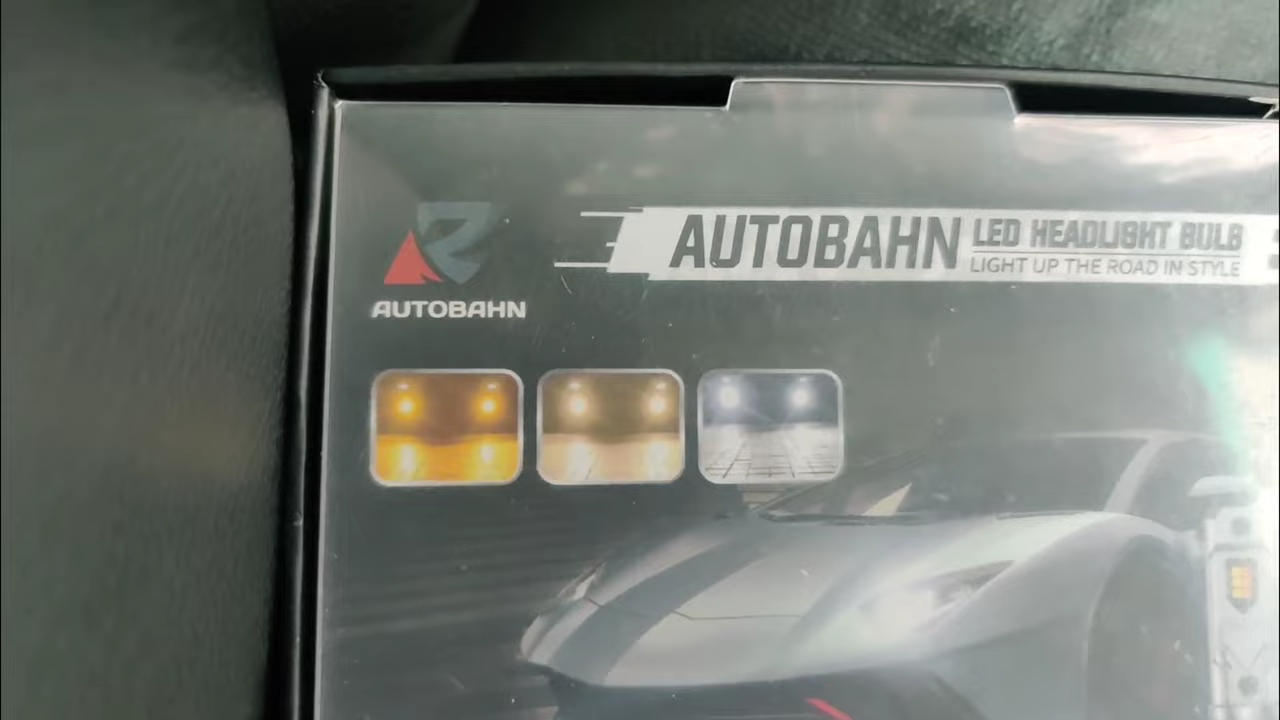 AUTOBAHN
AUTOBAHN
LED HEADLIGHT BULB
LIGHT UP THE ROAD IN STYLE